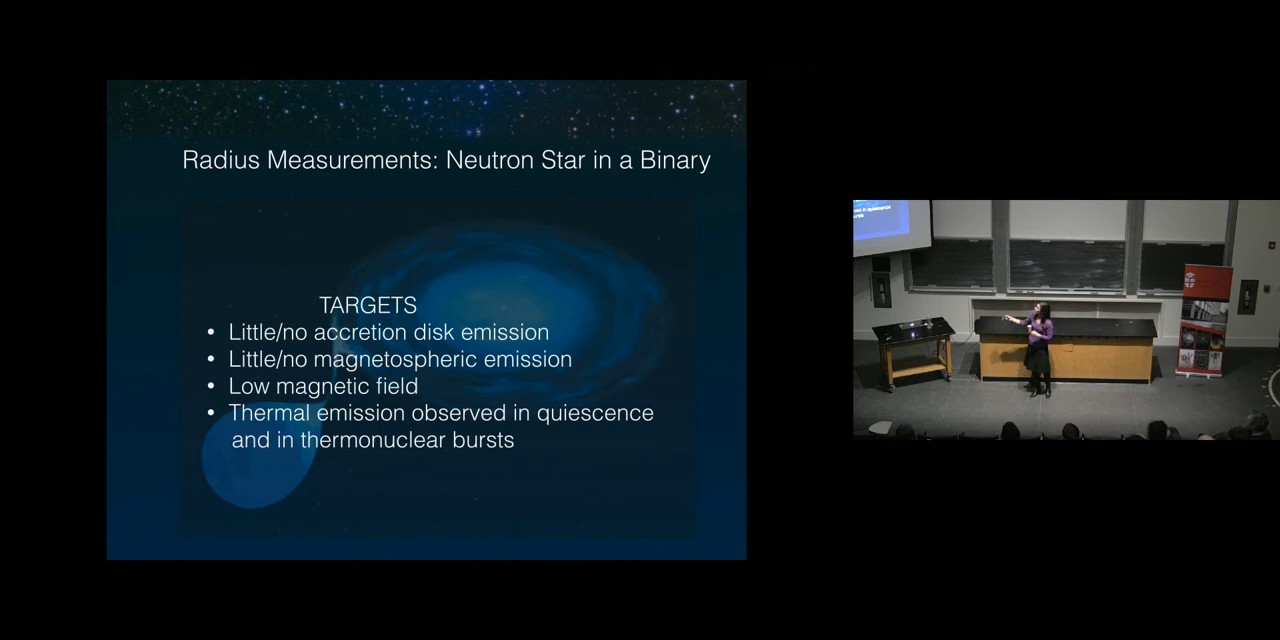 Radius Measurements: Neutron Star in a Binary
TARGETS
• Little/no accretion disk emission
• Little/no magnetospheric emission
• Low magnetic field
• Thermal emission observed in quiescence
and in thermonuclear bursts